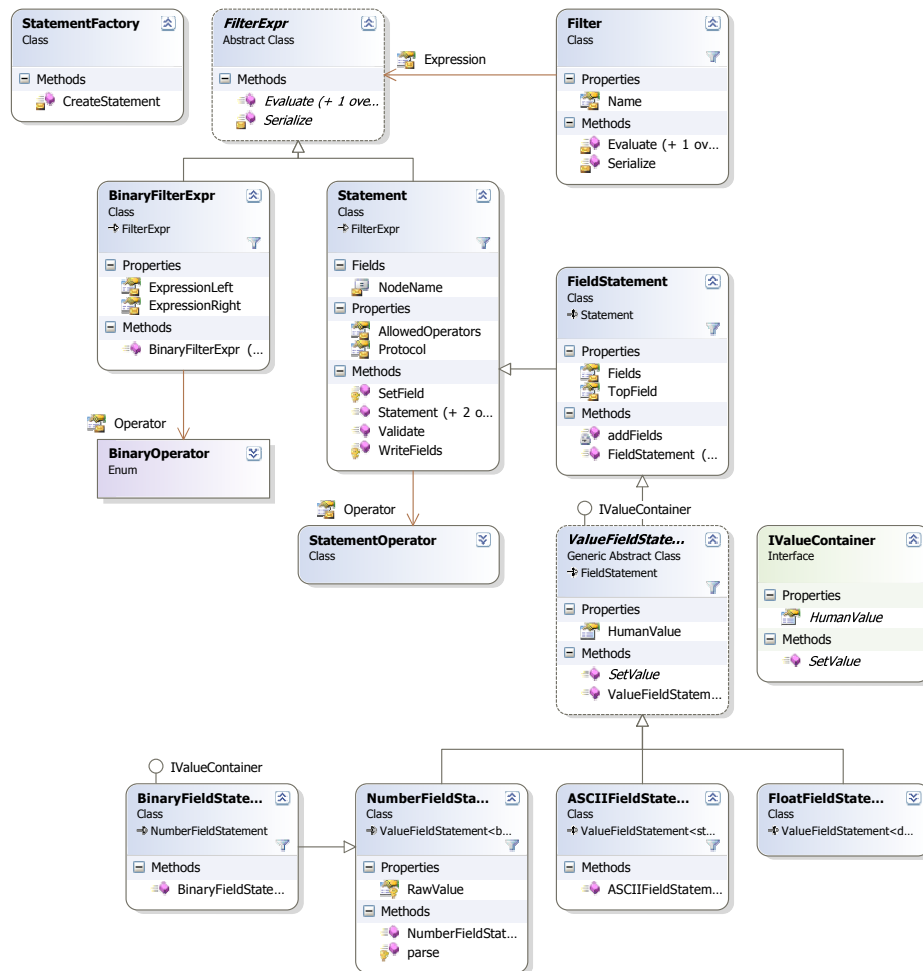 StatementFactory
Class
Methods
CreateStatement
FilterExpr
Abstract Class
Methods
Evaluate (+ 1 ove...
Serialize
Expression
Filter
Class
Properties
Name
Methods
Evaluate (+ 1 ov...
Serialize
BinaryFilterExpr
Class
FilterExpr
Properties
ExpressionLeft
ExpressionRight
Methods
BinaryFilterExpr (...
Operator
BinaryOperator
Enum
Statement
Class
FilterExpr
Fields
NodeName
Properties
AllowedOperators
Protocol
Methods
SetField
Statement (+ 2 o...
Validate
WriteFields
Operator
StatementOperator
Class
FieldStatement
Class
Statement
Properties
Fields
TopField
Methods
addFields
FieldStatement (...
IValueContainer
ValueFieldState...
Generic Abstract Class
FieldStatement
Properties
HumanValue
Methods
SetValue
ValueFieldStatem...
IValueContainer
Interface
Properties
HumanValue
Methods
SetValue
IValueContainer
BinaryFieldState...
Class
NumberFieldStatement
Methods
BinaryFieldState...
NumberFieldSta...
Class
ValueFieldStatement<b...
Properties
RawValue
Methods
NumberFieldStat...
parse
ASCIIFieldState...
Class
ValueFieldStatement<st...
Methods
ASCIIFieldStatem...
FloatFieldState...
Class
ValueFieldStatement<d...